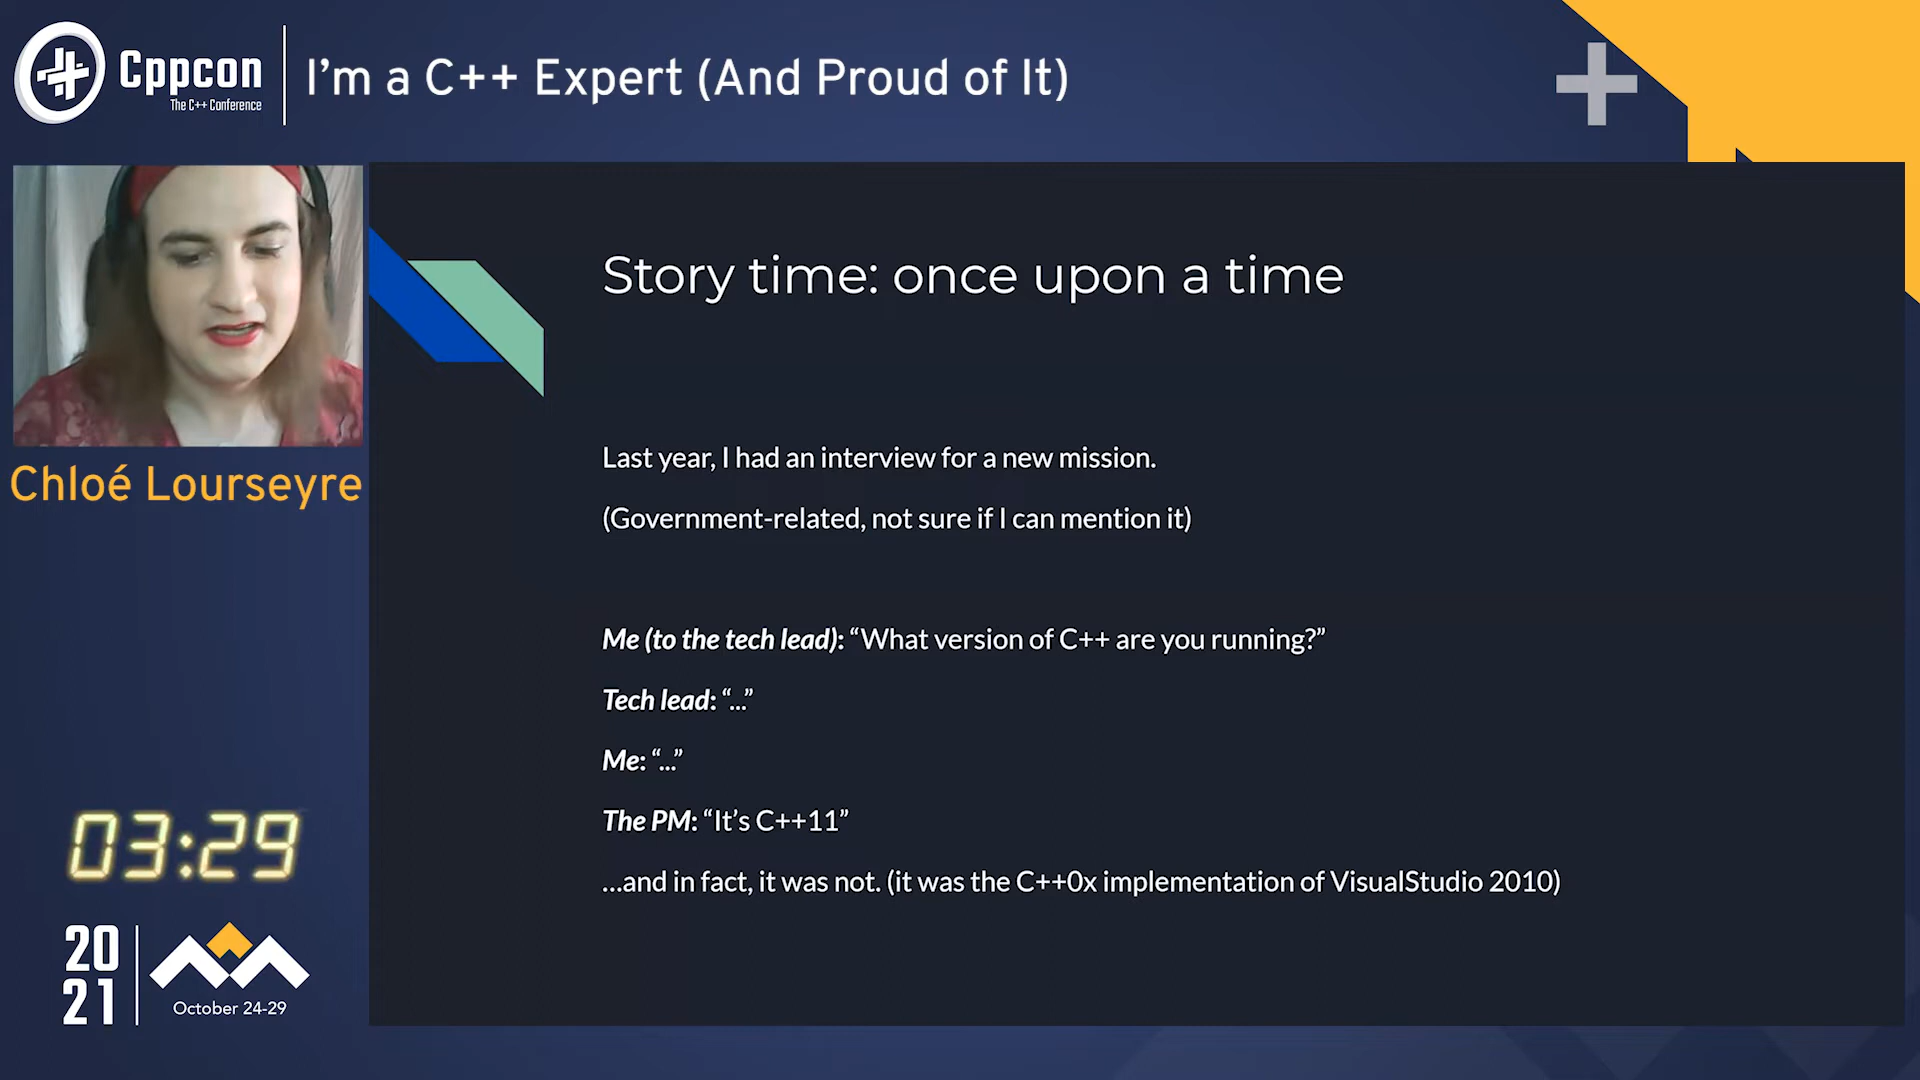 Cppcon
The C++ Conference
I’m a C++ Expert (And Proud of It)
Chloé Lourseyre
Story time: once upon a time
Last year, I had an interview for a new mission.
(Government-related, not sure if I can mention it)
Me (to the tech lead): “What version of C++ are you running?”
Tech lead: “...”
Me: “...”
The PM: “It’s C++11”
...and in fact, it was not. (it was the C++0x implementation of VisualStudio 2010)
03:29
20
21
October 24-29